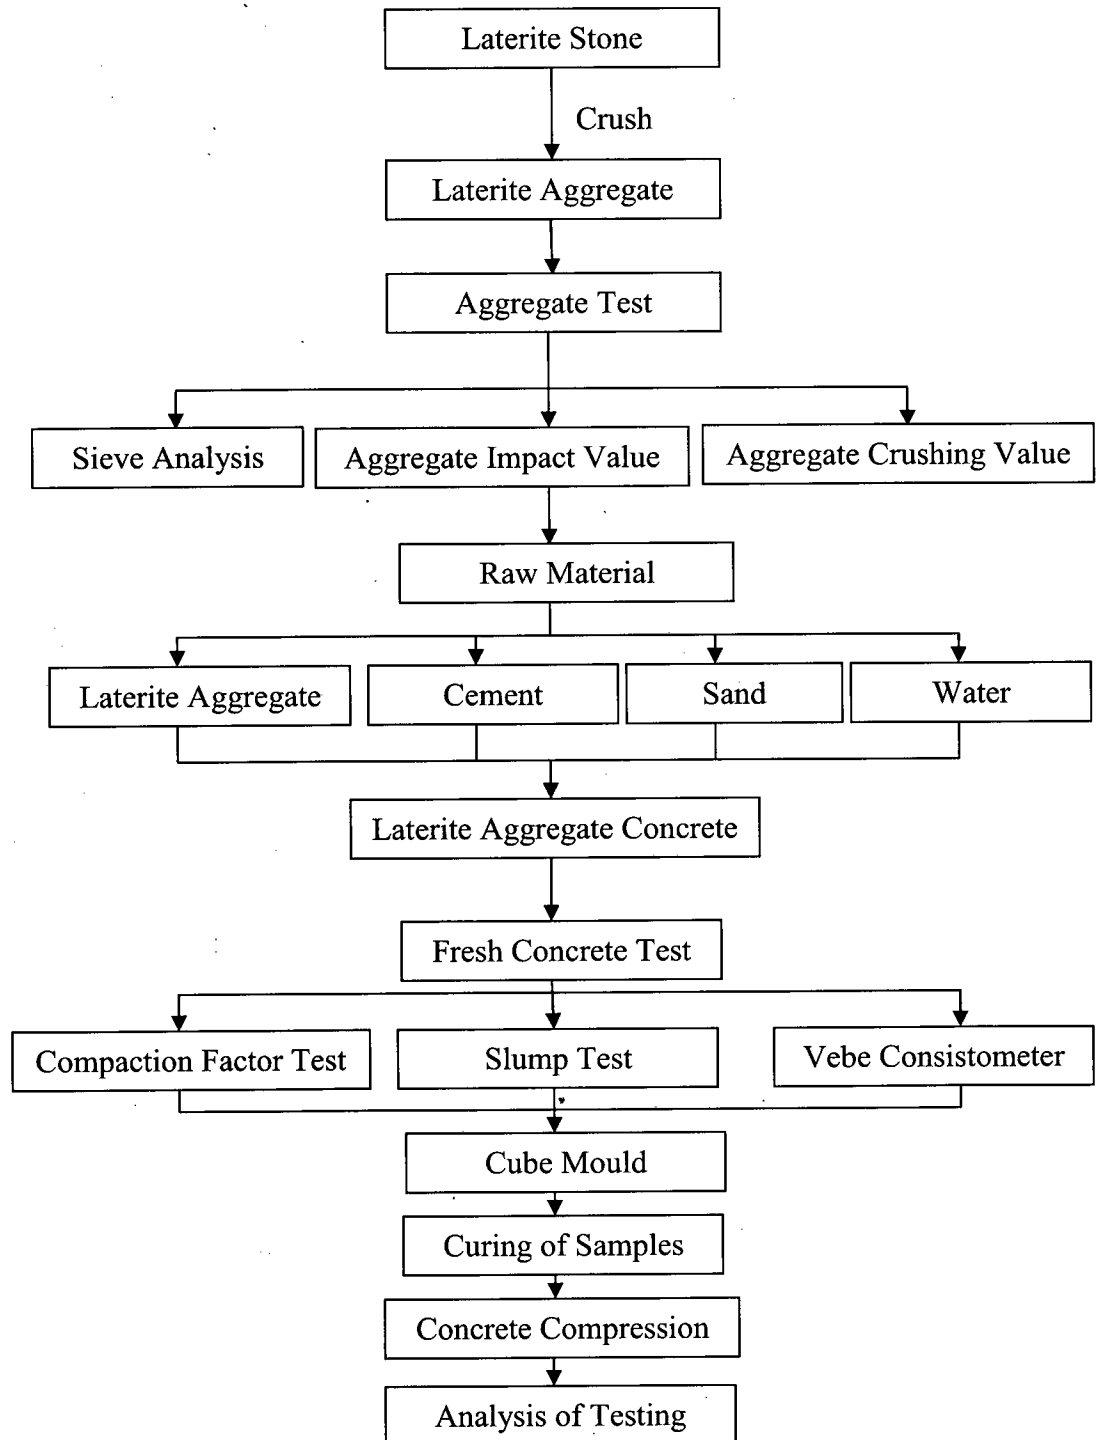 Laterite Stone
Crush
Laterite Aggregate
Aggregate Test
Sieve Analysis
Aggregate Impact Value
Aggregate Crushing Value
Raw Material
Laterite Aggregate
Cement
Sand
Water
Laterite Aggregate Concrete
Fresh Concrete Test
Compaction Factor Test
Slump Test
Vebe Consistometer
Cube Mould
Curing of Samples
Concrete Compression
Analysis of Testing